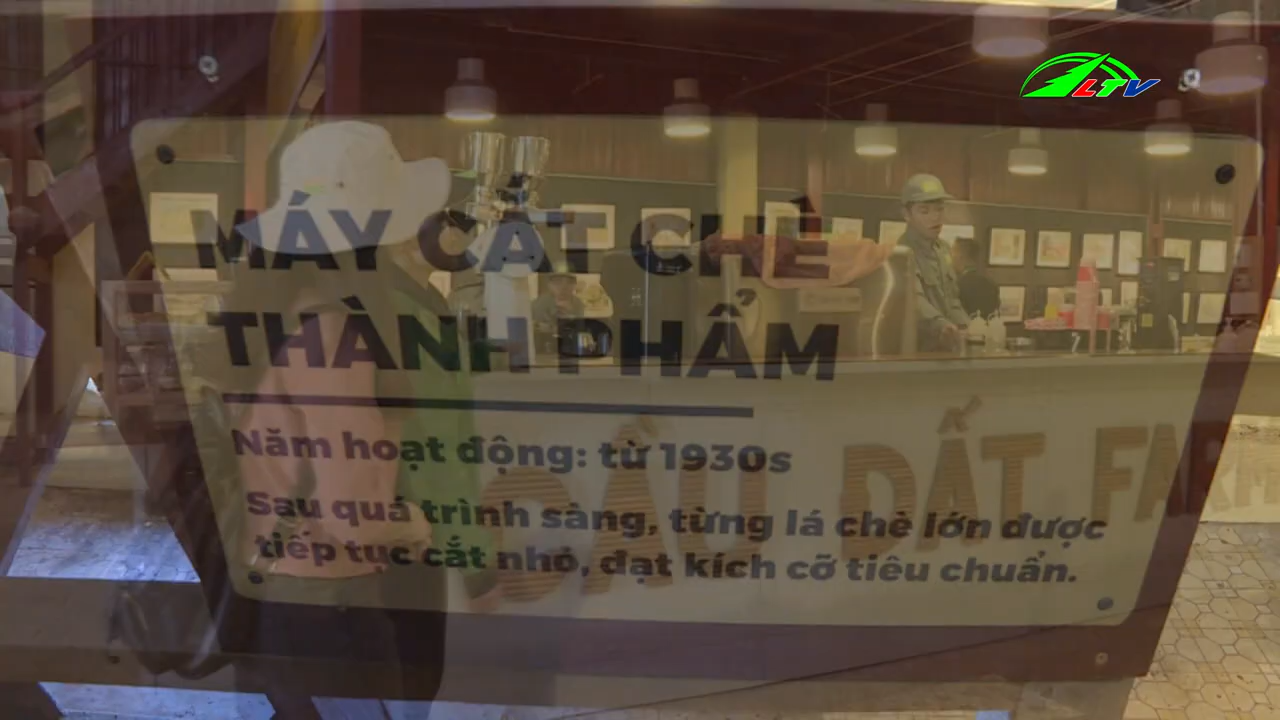 LTV
MÁY CẮT CHÈ
THÀNH PHẨM
Năm hoạt động: từ 1930s
Sau quá trình sàng, từng lá chè lớn được
tiếp tục cắt nhỏ, đạt kích cỡ tiêu chuẩn.
CẦU ĐẤT FARM